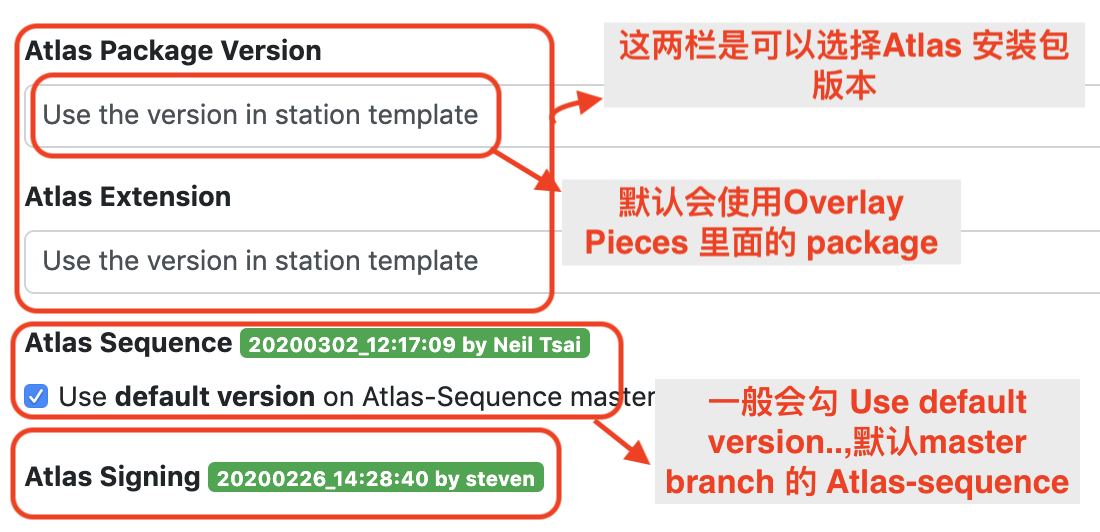 Atlas Package Version
这两栏是可以选择Atlas 安装包
版本
Use the version in station template
Atlas Extension
默认会使用Overlay
Pieces 里面的 package
Use the version in station template
Atlas Sequence 20200302_12:17:09 by Neil Tsai
Use default version on Atlas-Sequence master
一般会勾 Use default
version..,默认master
branch 的 Atlas-sequence
Atlas Signing 20200226_14:28:40 by steven